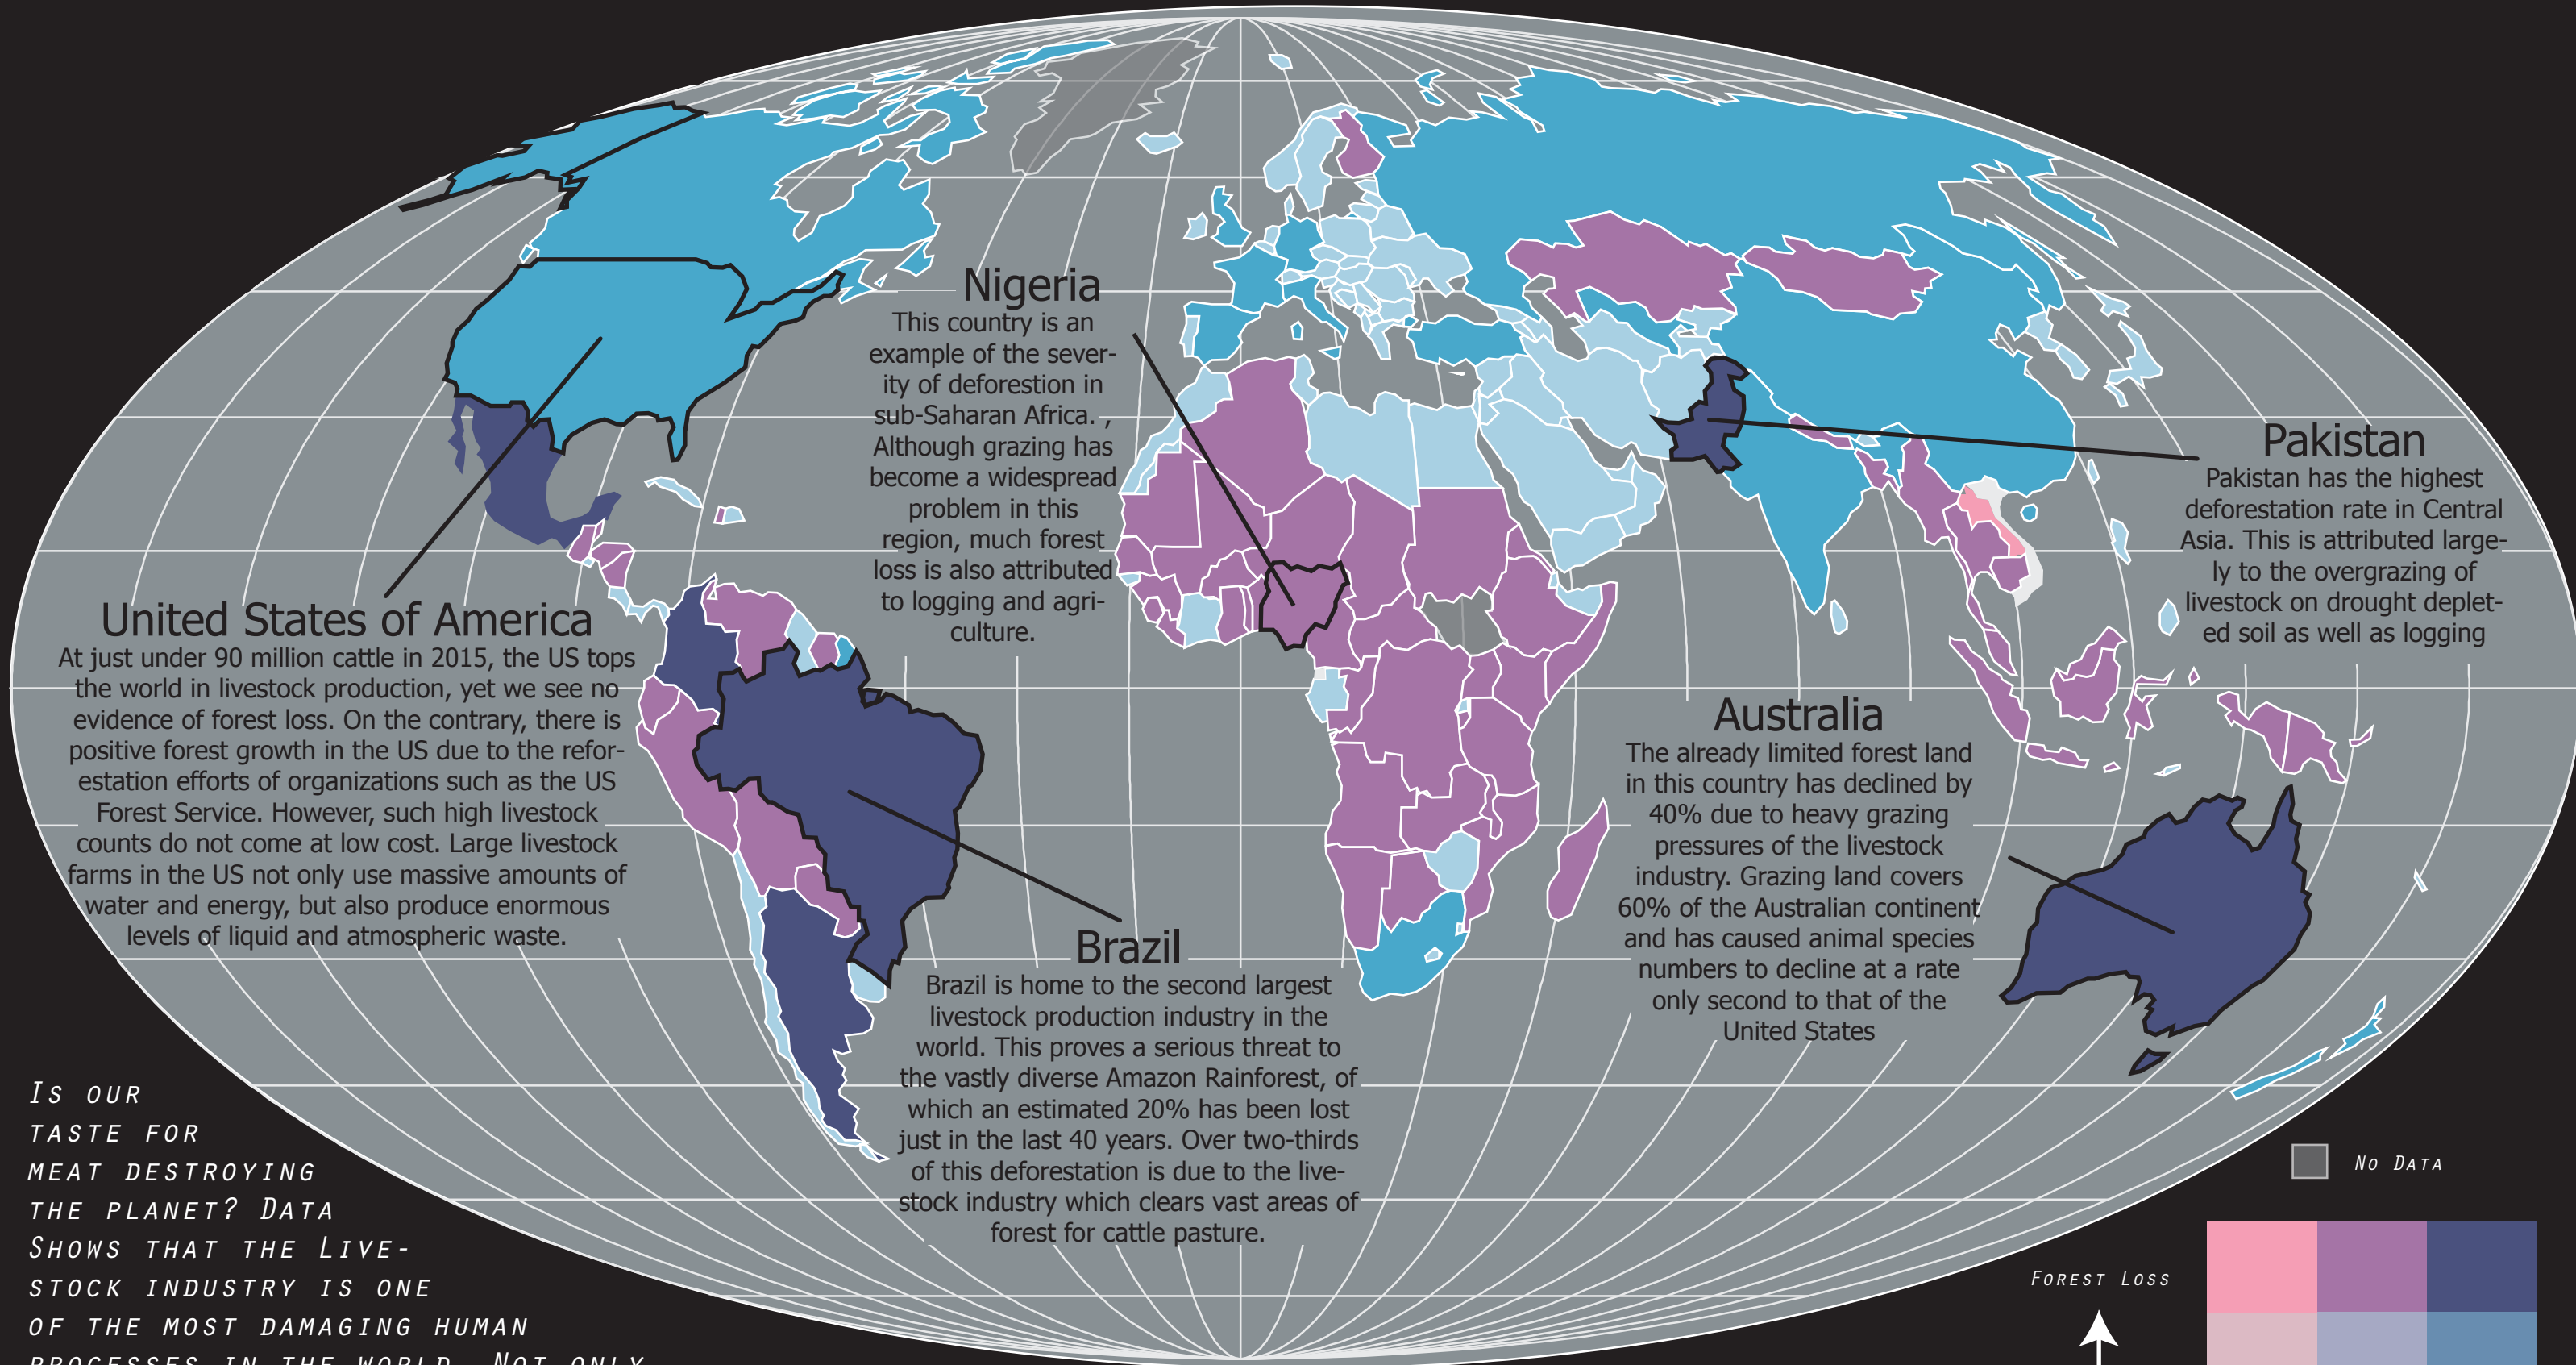 Nigeria
This country is an
example of the sever-
ity of deforestion in
sub-Saharan Africa. ,
Although grazing has
become a widespread
problem in this
region, much forest
loss is also attributed
to logging and agri-
culture.
Pakistan
Pakistan has the highest
deforestation rate in Central
Asia. This is attributed large-
ly to the overgrazing of
livestock on drought deplet-
ed soil as well as logging
United States of America
At just under 90 million cattle in 2015, the US tops
the world in livestock production, yet we see no
evidence of forest loss. On the contrary, there is
positive forest growth in the US due to the refor-
estation efforts of organizations such as the US
Forest Service. However, such high livestock
counts do not come at low cost. Large livestock
farms in the US not only use massive amounts of
water and energy, but also produce enormous
levels of liquid and atmospheric waste.
Australia
The already limited forest land
in this country has declined by
40% due to heavy grazing
pressures of the livestock
industry. Grazing land covers
60% of the Australian continent
and has caused animal species
numbers to decline at a rate
only second to that of the
United States
Brazil
Brazil is home to the second largest
livestock production industry in the
world. This proves a serious threat to
the vastly diverse Amazon Rainforest, of
which an estimated 20% has been lost
just in the last 40 years. Over two-thirds
of this deforestation is due to the live-
stock industry which clears vast areas of
forest for cattle pasture.
Is our
taste for
meat destroying
the planet? Data
Shows that the Live-
stock industry is one
of the most damaging human
processes in the world. Not only
No Data
Forest Loss